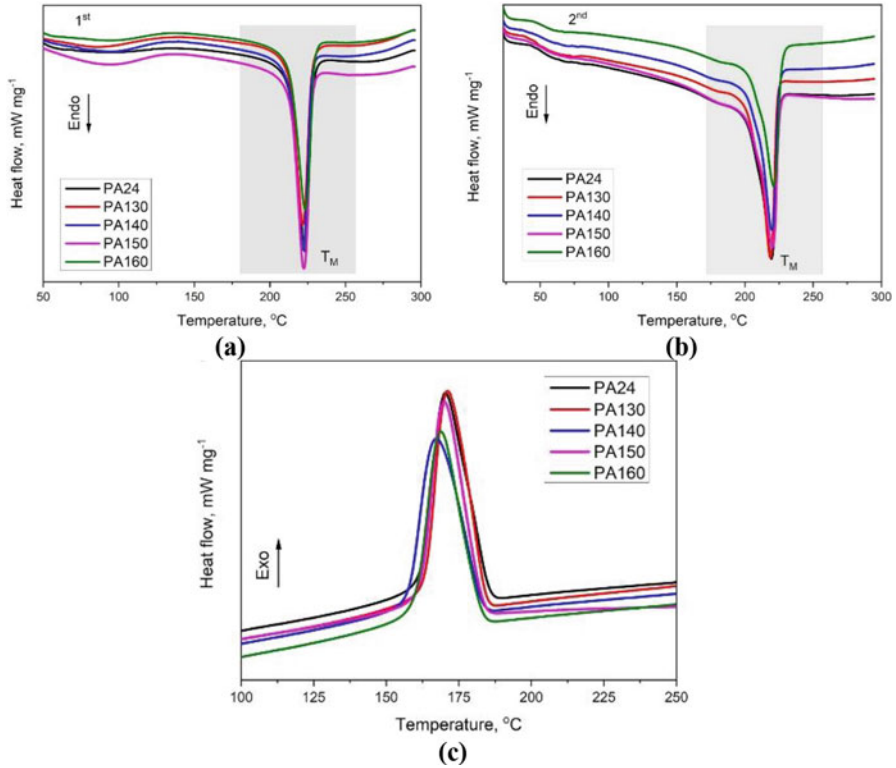 1st
Heat flow, mW mg-1
Endo
PA24
PA130
PA140
PA150
PA160
TM
50 100 150 200 250 300
Temperature, oC
(a)
2nd
Heat flow, mW mg-1
Endo
PA24
PA130
PA140
PA150
PA160
TM
50 100 150 200 250 300
Temperature, oC
(b)
Heat flow, mW mg-1
Exo
PA24
PA130
PA140
PA150
PA160
100 125 150 175 200 225 250
Temperature, oC
(c)